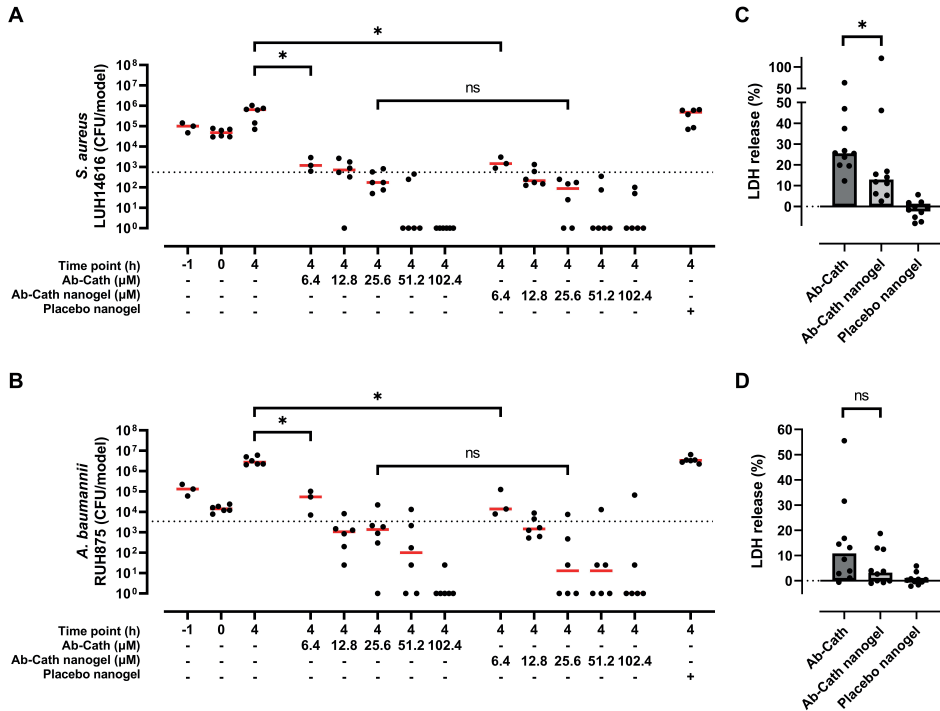 A
S. aureus
LUH14616 (CFU/model)
10⁸
10⁷
10⁶
10⁵
10³
10²
10¹
10⁰
*
*
ns
Time point (h) -1 0 4 4 4 4 4 4 4 4 4 4 4 4
Ab-Cath (μM) - - - 6.4 12.8 25.6 51.2 102.4 - - - - - -
Ab-Cath nanogel (μM) - - - - - - - - 6.4 12.8 25.6 51.2 102.4 -
Placebo nanogel - - - - - - - - - - - - - +
B
A. baumannii
RUH875 (CFU/model)
10⁸
10⁷
10⁶
10⁵
10³
10²
10¹
10⁰
*
*
ns
Time point (h) -1 0 4 4 4 4 4 4 4 4 4 4 4 4
Ab-Cath (μM) - - - 6.4 12.8 25.6 51.2 102.4 - - - - - -
Ab-Cath nanogel (μM) - - - - - - - - 6.4 12.8 25.6 51.2 102.4 -
Placebo nanogel - - - - - - - - - - - - - +
C
*
LDH release (%)
100
50
50
40
30
20
10
0
Ab-Cath
Ab-Cath nanogel
Placebo nanogel
D
ns
LDH release (%)
60
50
40
30
20
10
0
Ab-Cath
Ab-Cath nanogel
Placebo nanogel